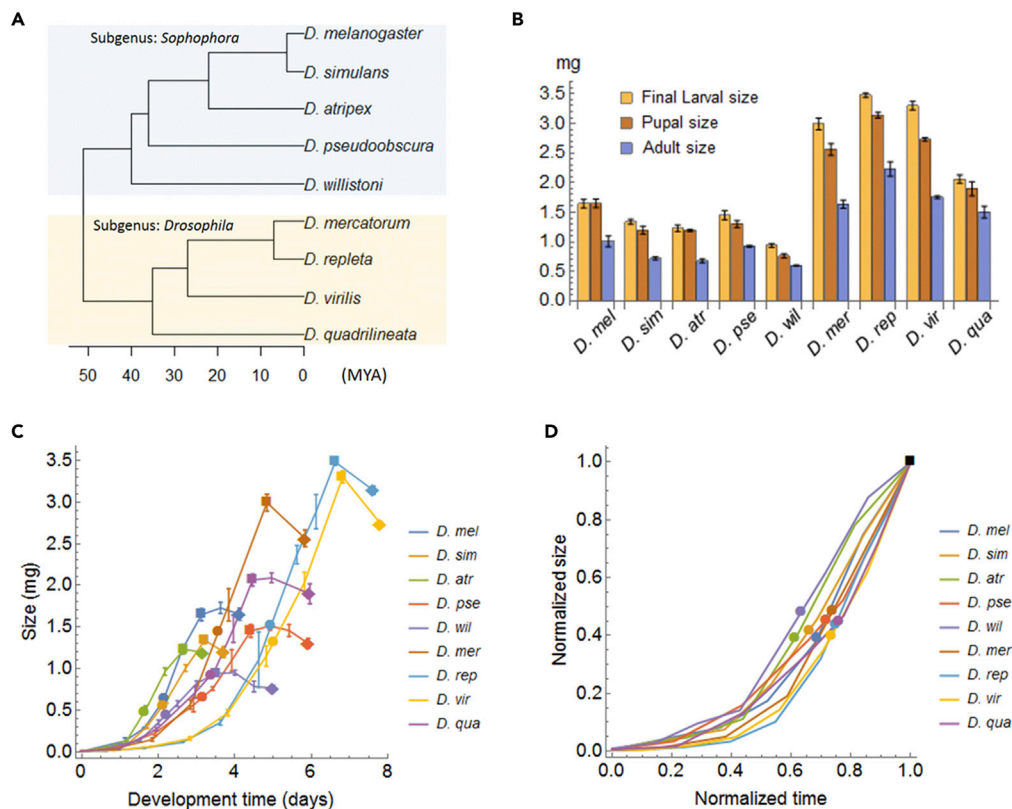 A
Subgenus: Sophophora
D. melanogaster
D. simulans
D. atripex
D. pseudoobscura
D. willistoni
Subgenus: Drosophila
D. mercatorum
D. repleta
D. virilis
D. quadrilineata
50 40 30 20 10 0 (MYA)
B
mg
3.5
3.0
2.5
2.0
1.5
1.0
0.5
0.0
Final Larval size
Pupal size
Adult size
D. mel D. sim D. atr D. pse D. wil D. mer D. rep D. vir D. qua
C
Size (mg)
3.5
3.0
2.5
2.0
1.5
1.0
0.5
0.0
0 2 4 6 8
Development time (days)
D. mel
D. sim
D. atr
D. pse
D. wil
D. mer
D. rep
D. vir
D. qua
D
Normalized size
1.0
0.8
0.6
0.4
0.2
0.0
0.0 0.2 0.4 0.6 0.8 1.0
Normalized time
D. mel
D. sim
D. atr
D. pse
D. wil
D. mer
D. rep
D. vir
D. qua